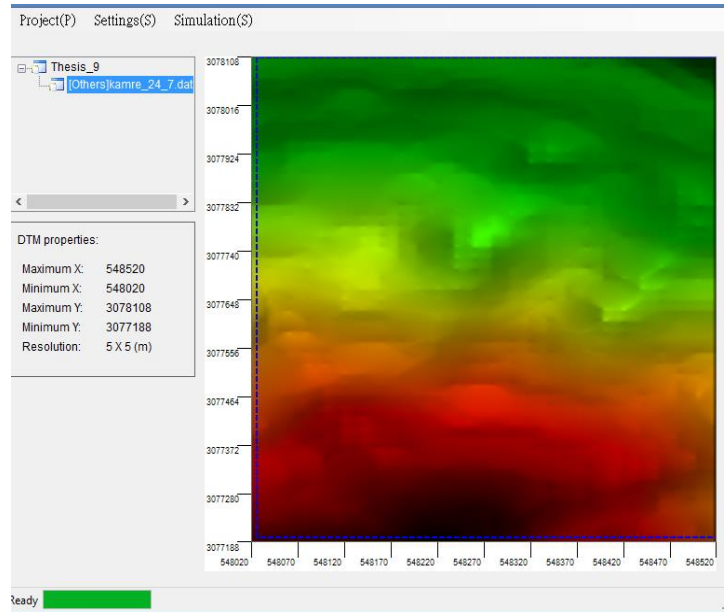 Project(P) Settings(S) Simulation(S)
Thesis_9
[Others]kamre_24_7.dat
DTM properties:
Maximum X: 548520
Minimum X: 548020
Maximum Y: 3078108
Minimum Y: 3077188
Resolution: 5 X 5 (m)
3078108
3078016
3077924
3077832
3077740
3077648
3077556
3077464
3077372
3077280
3077188
548020 548070 548120 548170 548220 548270 548320 548370 548420 548470 548520
Ready